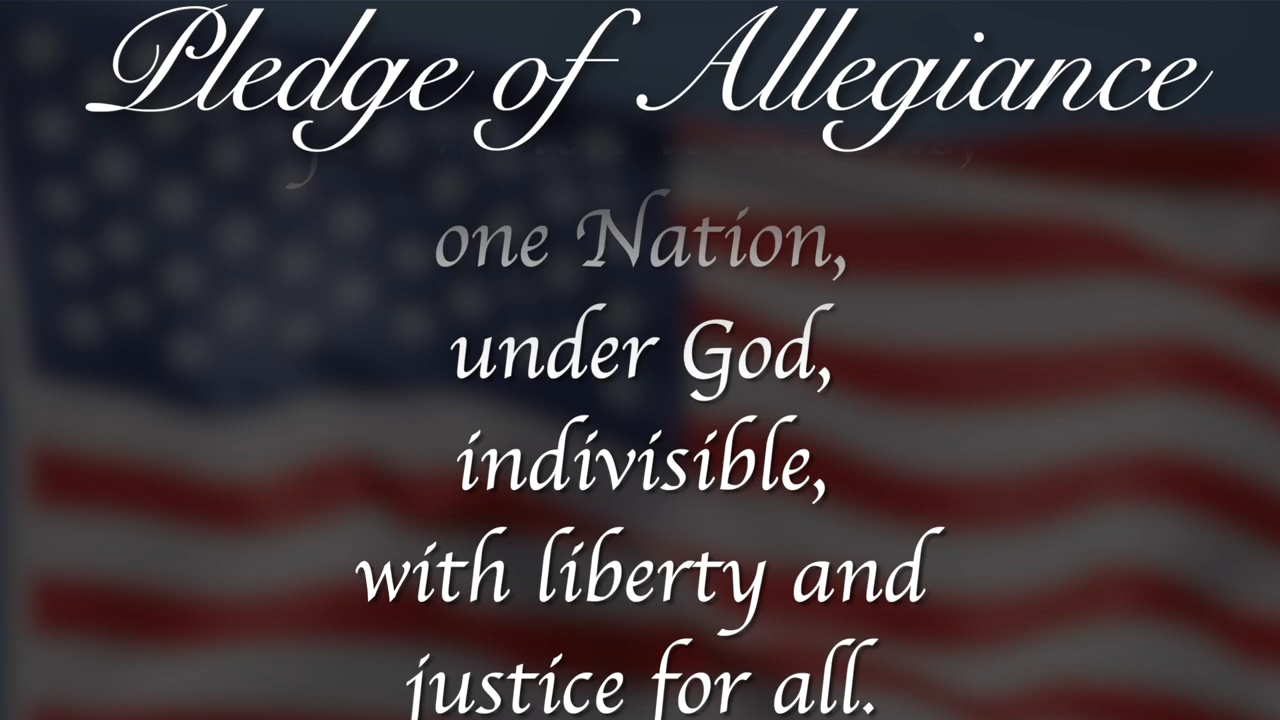 Pledge of Allegiance
one Nation,
under God,
indivisible,
with liberty and
justice for all.